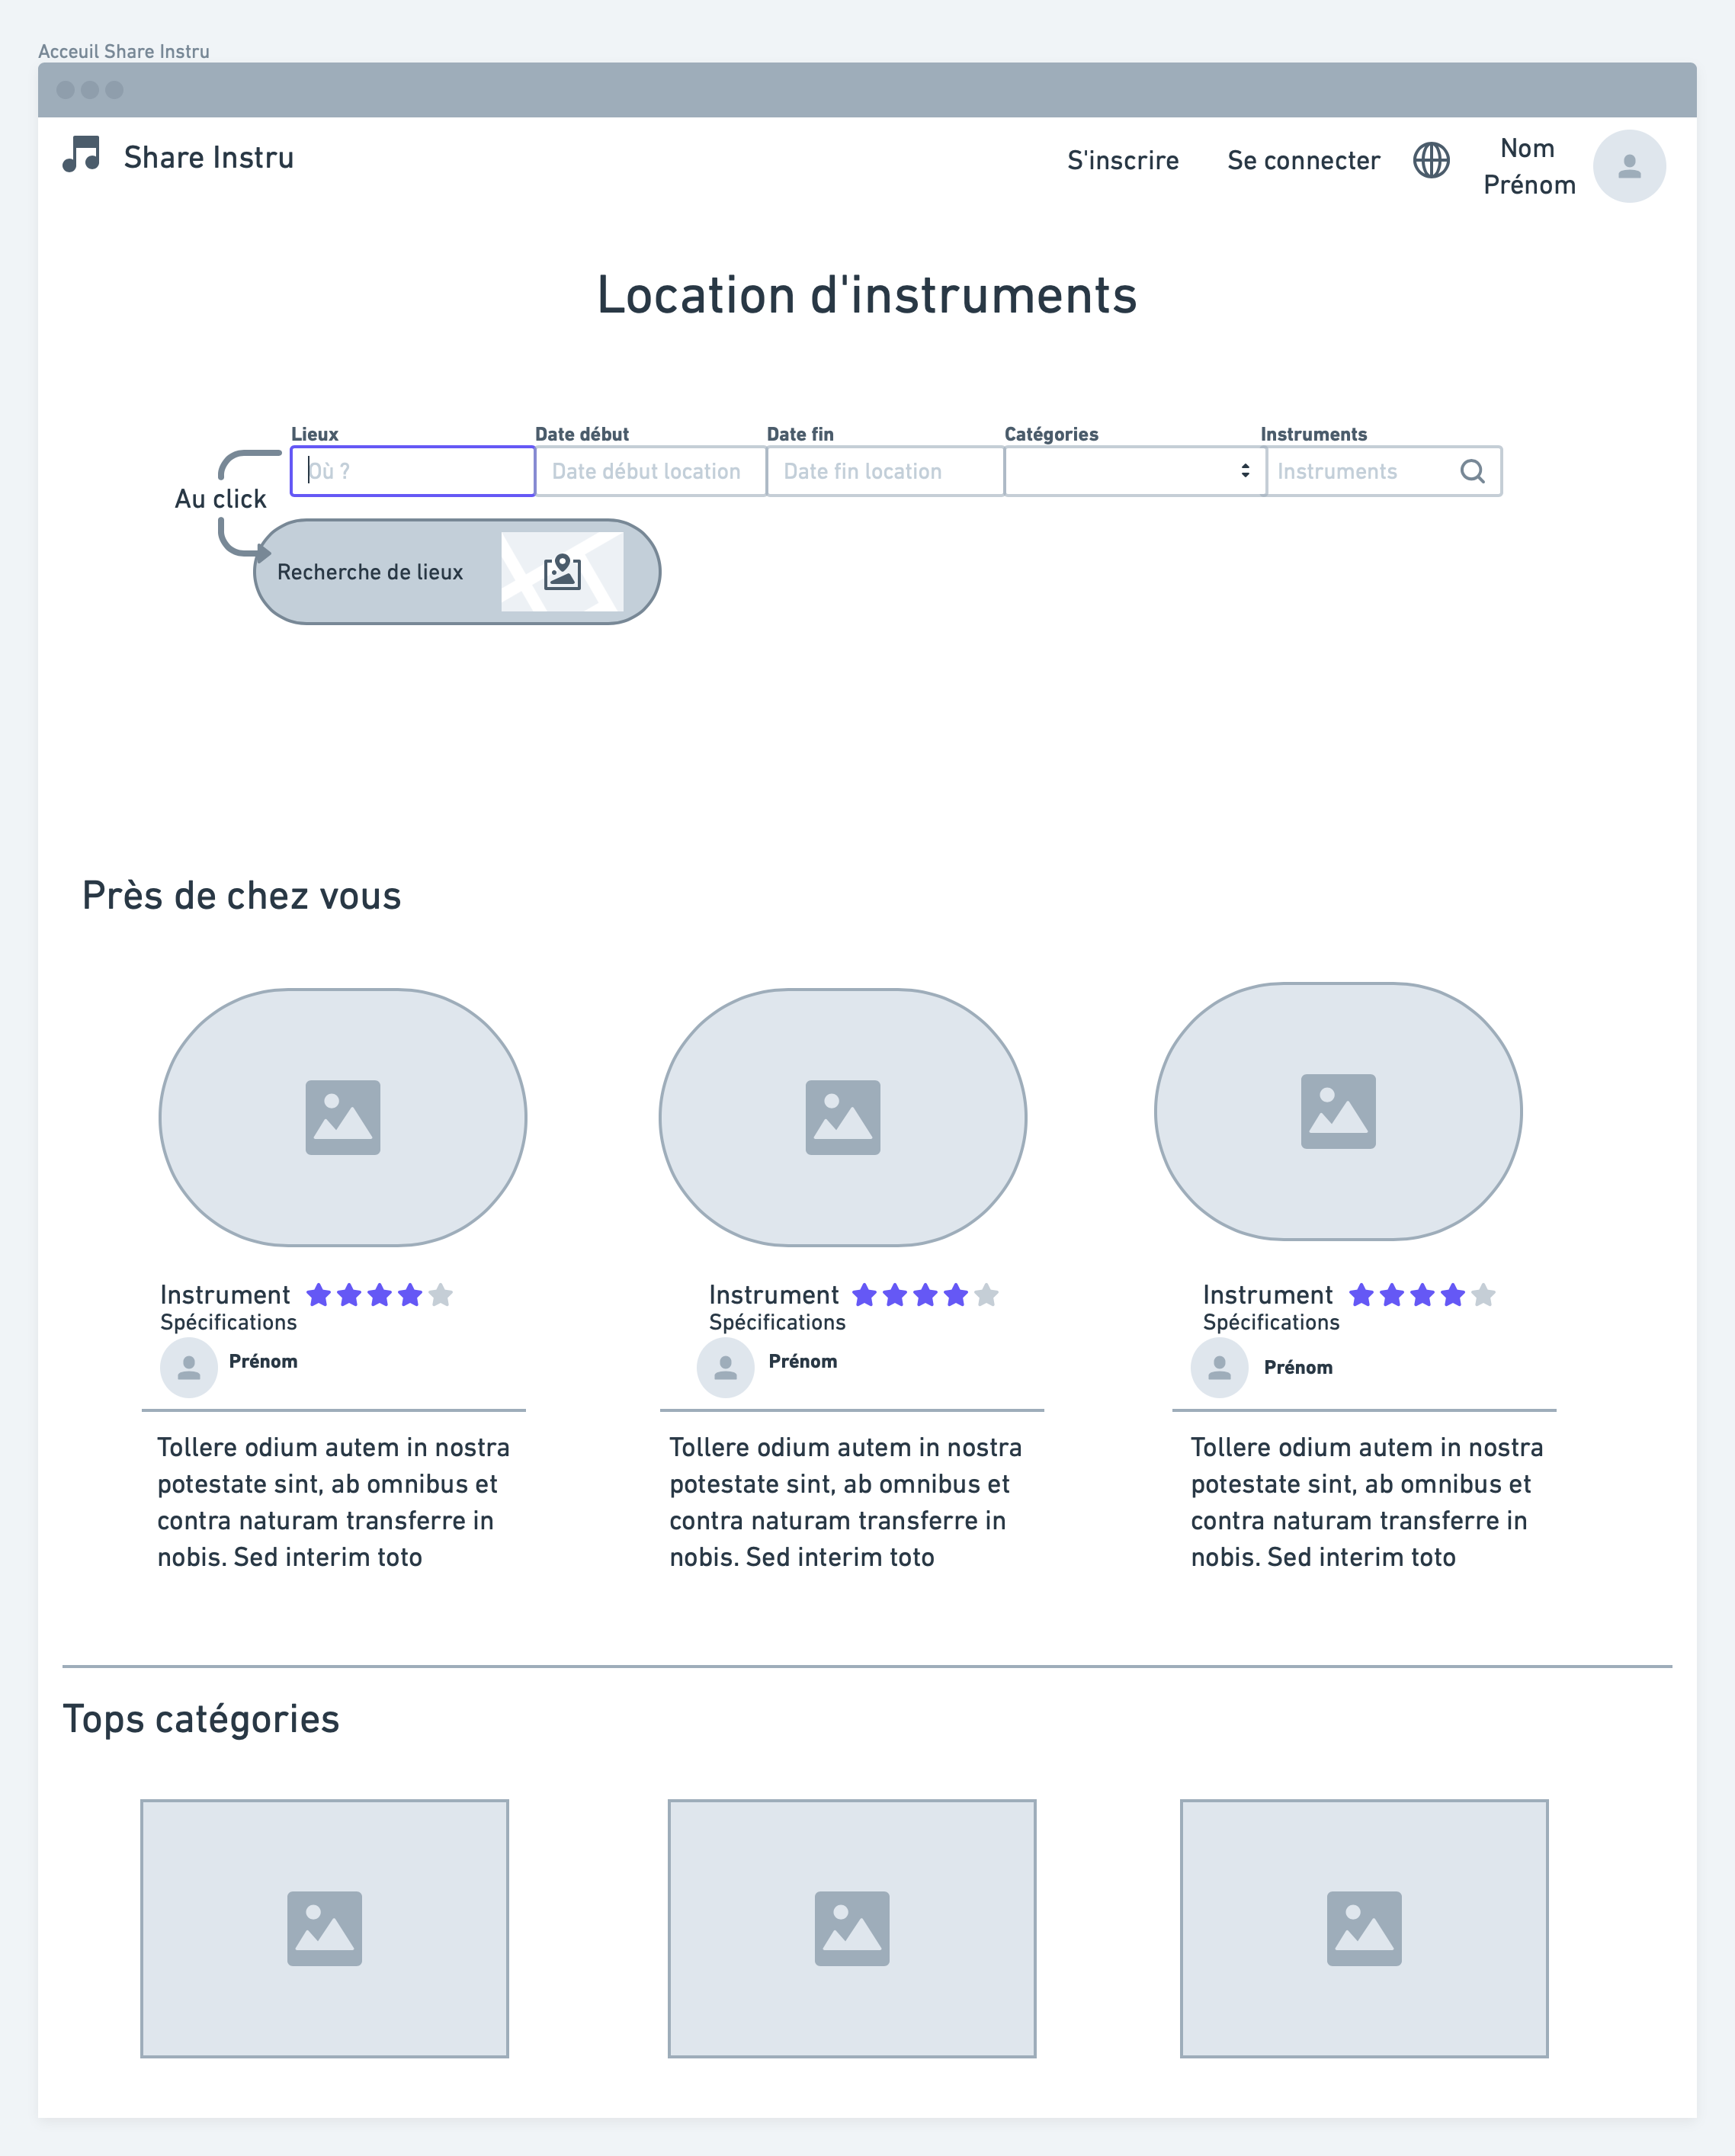 Acceuil Share Instru
Share Instru
S'inscrire
Se connecter
Nom
Prénom
Location d'instruments
Lieux
Date début
Date fin
Catégories
Instruments
Où ?
Date début location
Date fin location
Instruments
Au click
Recherche de lieux
Près de chez vous
Instrument
Spécifications
Prénom
Tollere odium autem in nostra
potestate sint, ab omnibus et
contra naturam transferre in
nobis. Sed interim toto
Instrument
Spécifications
Prénom
Tollere odium autem in nostra
potestate sint, ab omnibus et
contra naturam transferre in
nobis. Sed interim toto
Instrument
Spécifications
Prénom
Tollere odium autem in nostra
potestate sint, ab omnibus et
contra naturam transferre in
nobis. Sed interim toto
Tops catégories